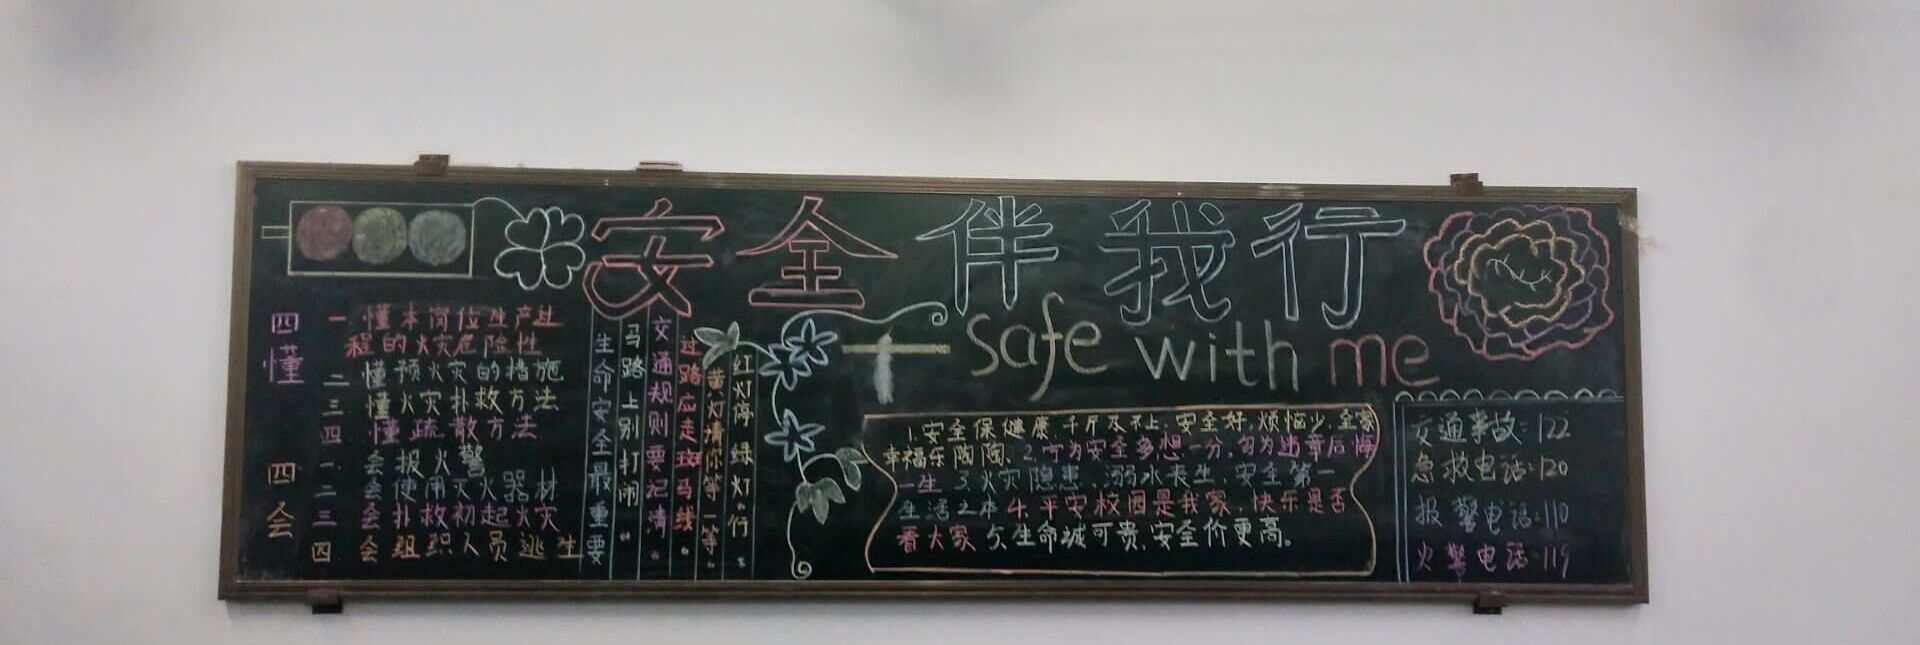 安全伴我行
safe with me
四懂
一 懂本岗位生产过
程的火灾危险性
二 懂预火灾的措施
三 懂火灾扑救方法
四 懂疏散方法
四会
一. 会报火警
二 会使用灭火器材
三 会扑救初起火灾
四. 会组织人员逃生
红灯停 绿灯行
黄灯请你等一等
过路应走斑马线
交通规则要记清
马路上别打闹
生命安全最重要
1. 安全保健康,千斤及不上,安全好,烦恼少,全家
幸福乐陶陶. 2.宁为安全多想一分,勿为违章后悔
一生 3.火灾隐患 溺水丧生,安全第一
生活之本 4.平安校园是我家,快乐是否
看大家 5.生命诚可贵,安全价更高。
交通事故:122
急救电话:120
报警电话:110
火警电话:119